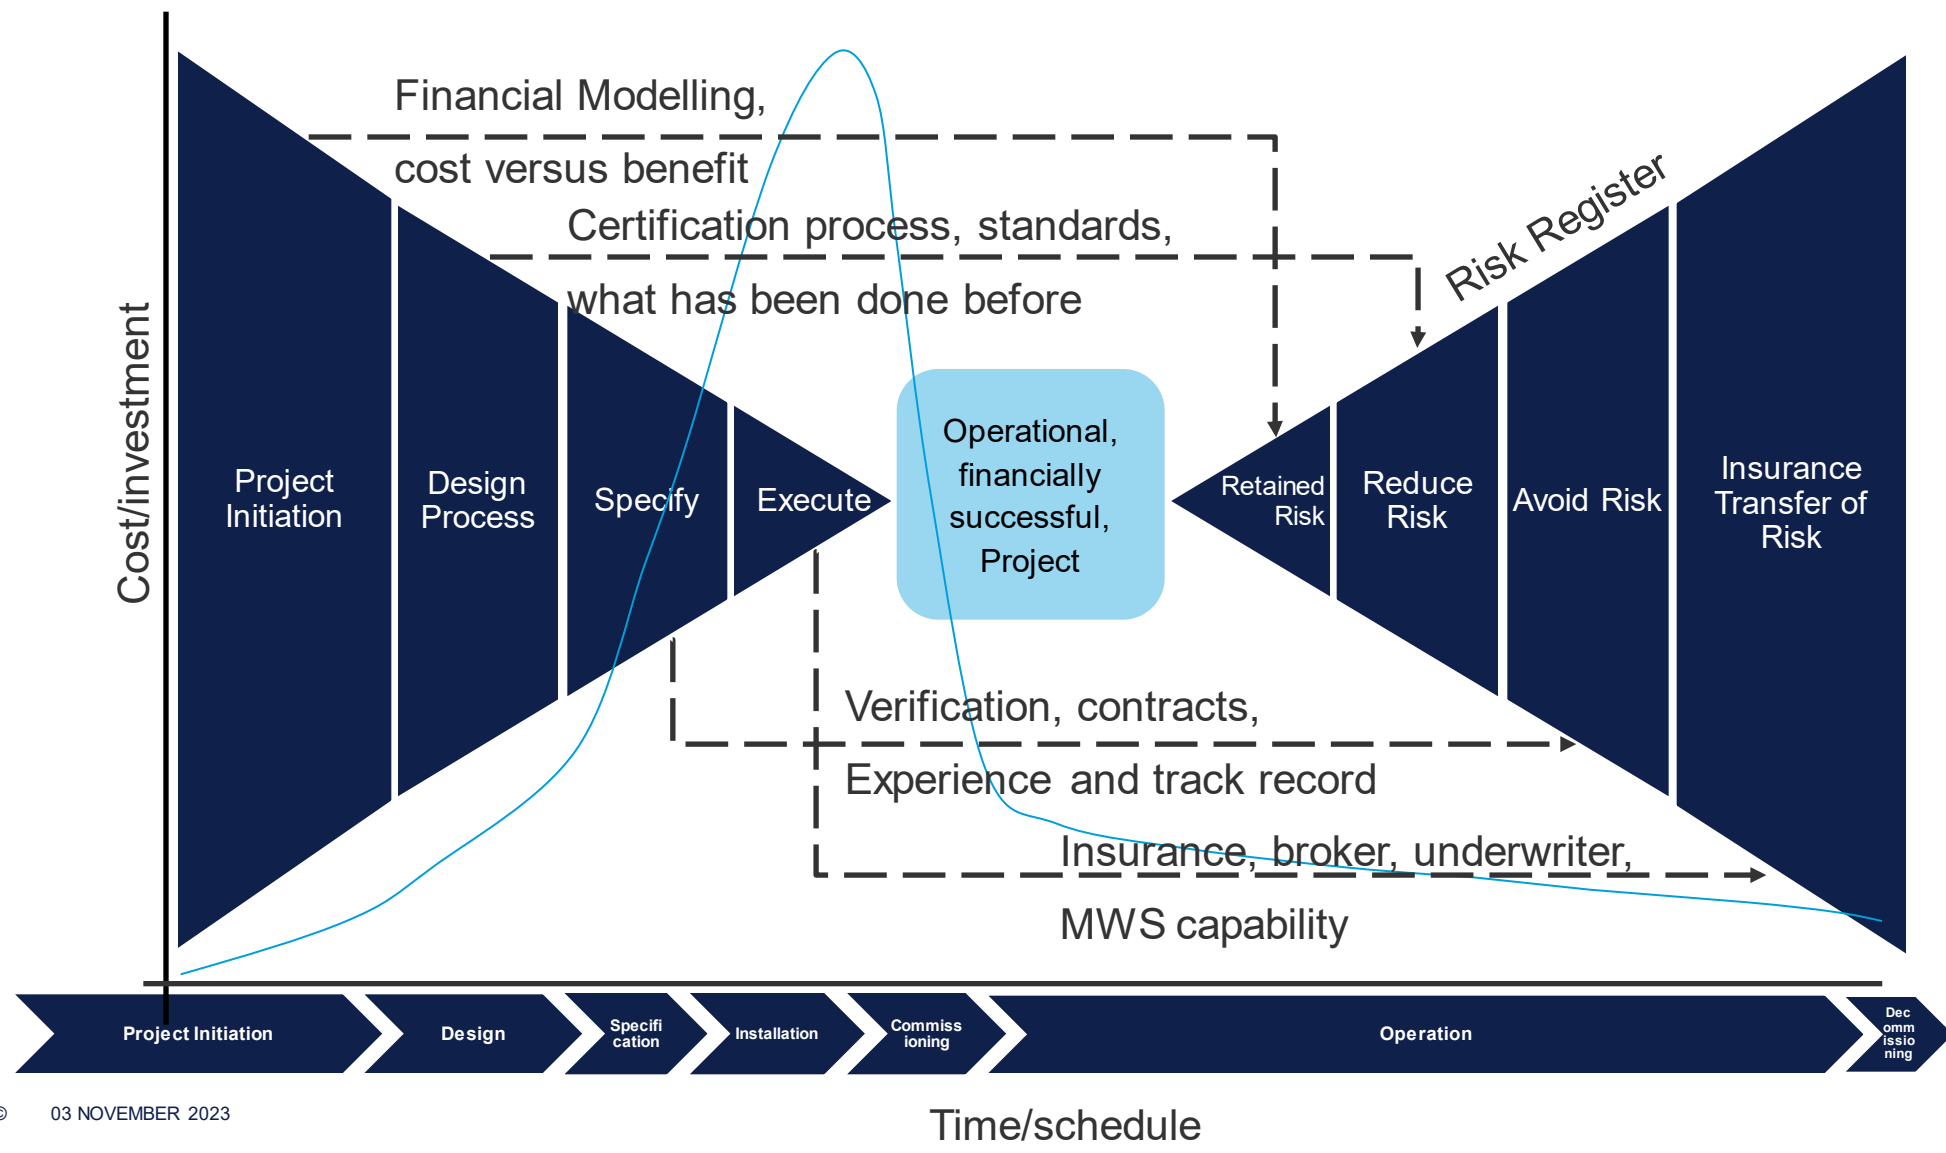 Financial Modelling,
cost versus benefit
Certification process, standards,
what has been done before
Risk Register
Cost/investment
Project
Initiation
Design
Process
Specify
Execute
Operational,
financially
successful,
Project
Retained
Risk
Reduce
Risk
Avoid Risk
Insurance
Transfer of
Risk
Verification, contracts,
Experience and track record
Insurance, broker, underwriter,
MWS capability
Project Initiation
Design
Specifi
cation
Installation
Commiss
ioning
Operation
Dec
omm
issio
ning
© 03 NOVEMBER 2023
Time/schedule